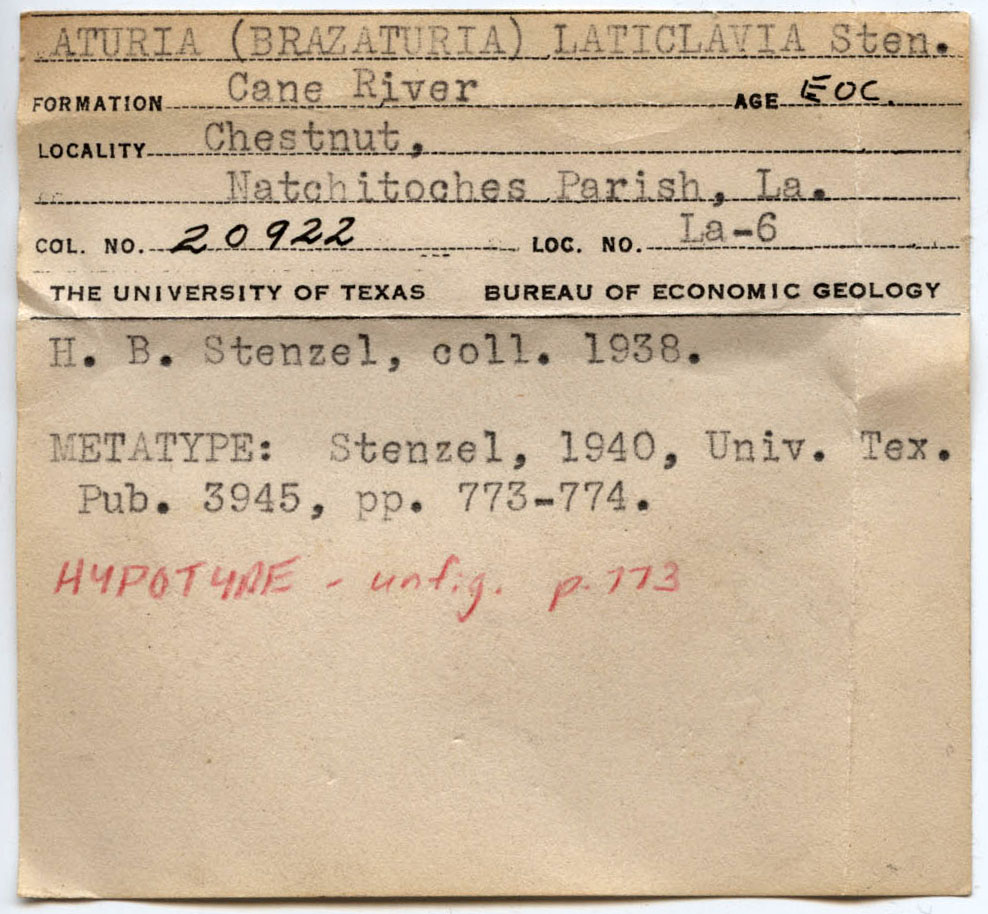 ATURIA (BRAZATURIA) LATICLAVIA Sten.
FORMATION Cane River AGE EOC.
LOCALITY Chestnut,
Natchitoches Parish, La.
COL. NO. 20922 LOC. NO. La-6
THE UNIVERSITY OF TEXAS BUREAU OF ECONOMIC GEOLOGY
H. B. Stenzel, coll. 1938.
METATYPE: Stenzel, 1940, Univ. Tex.
Pub. 3945, pp. 773-774.
HYPOTYPE - unfig. p. 773